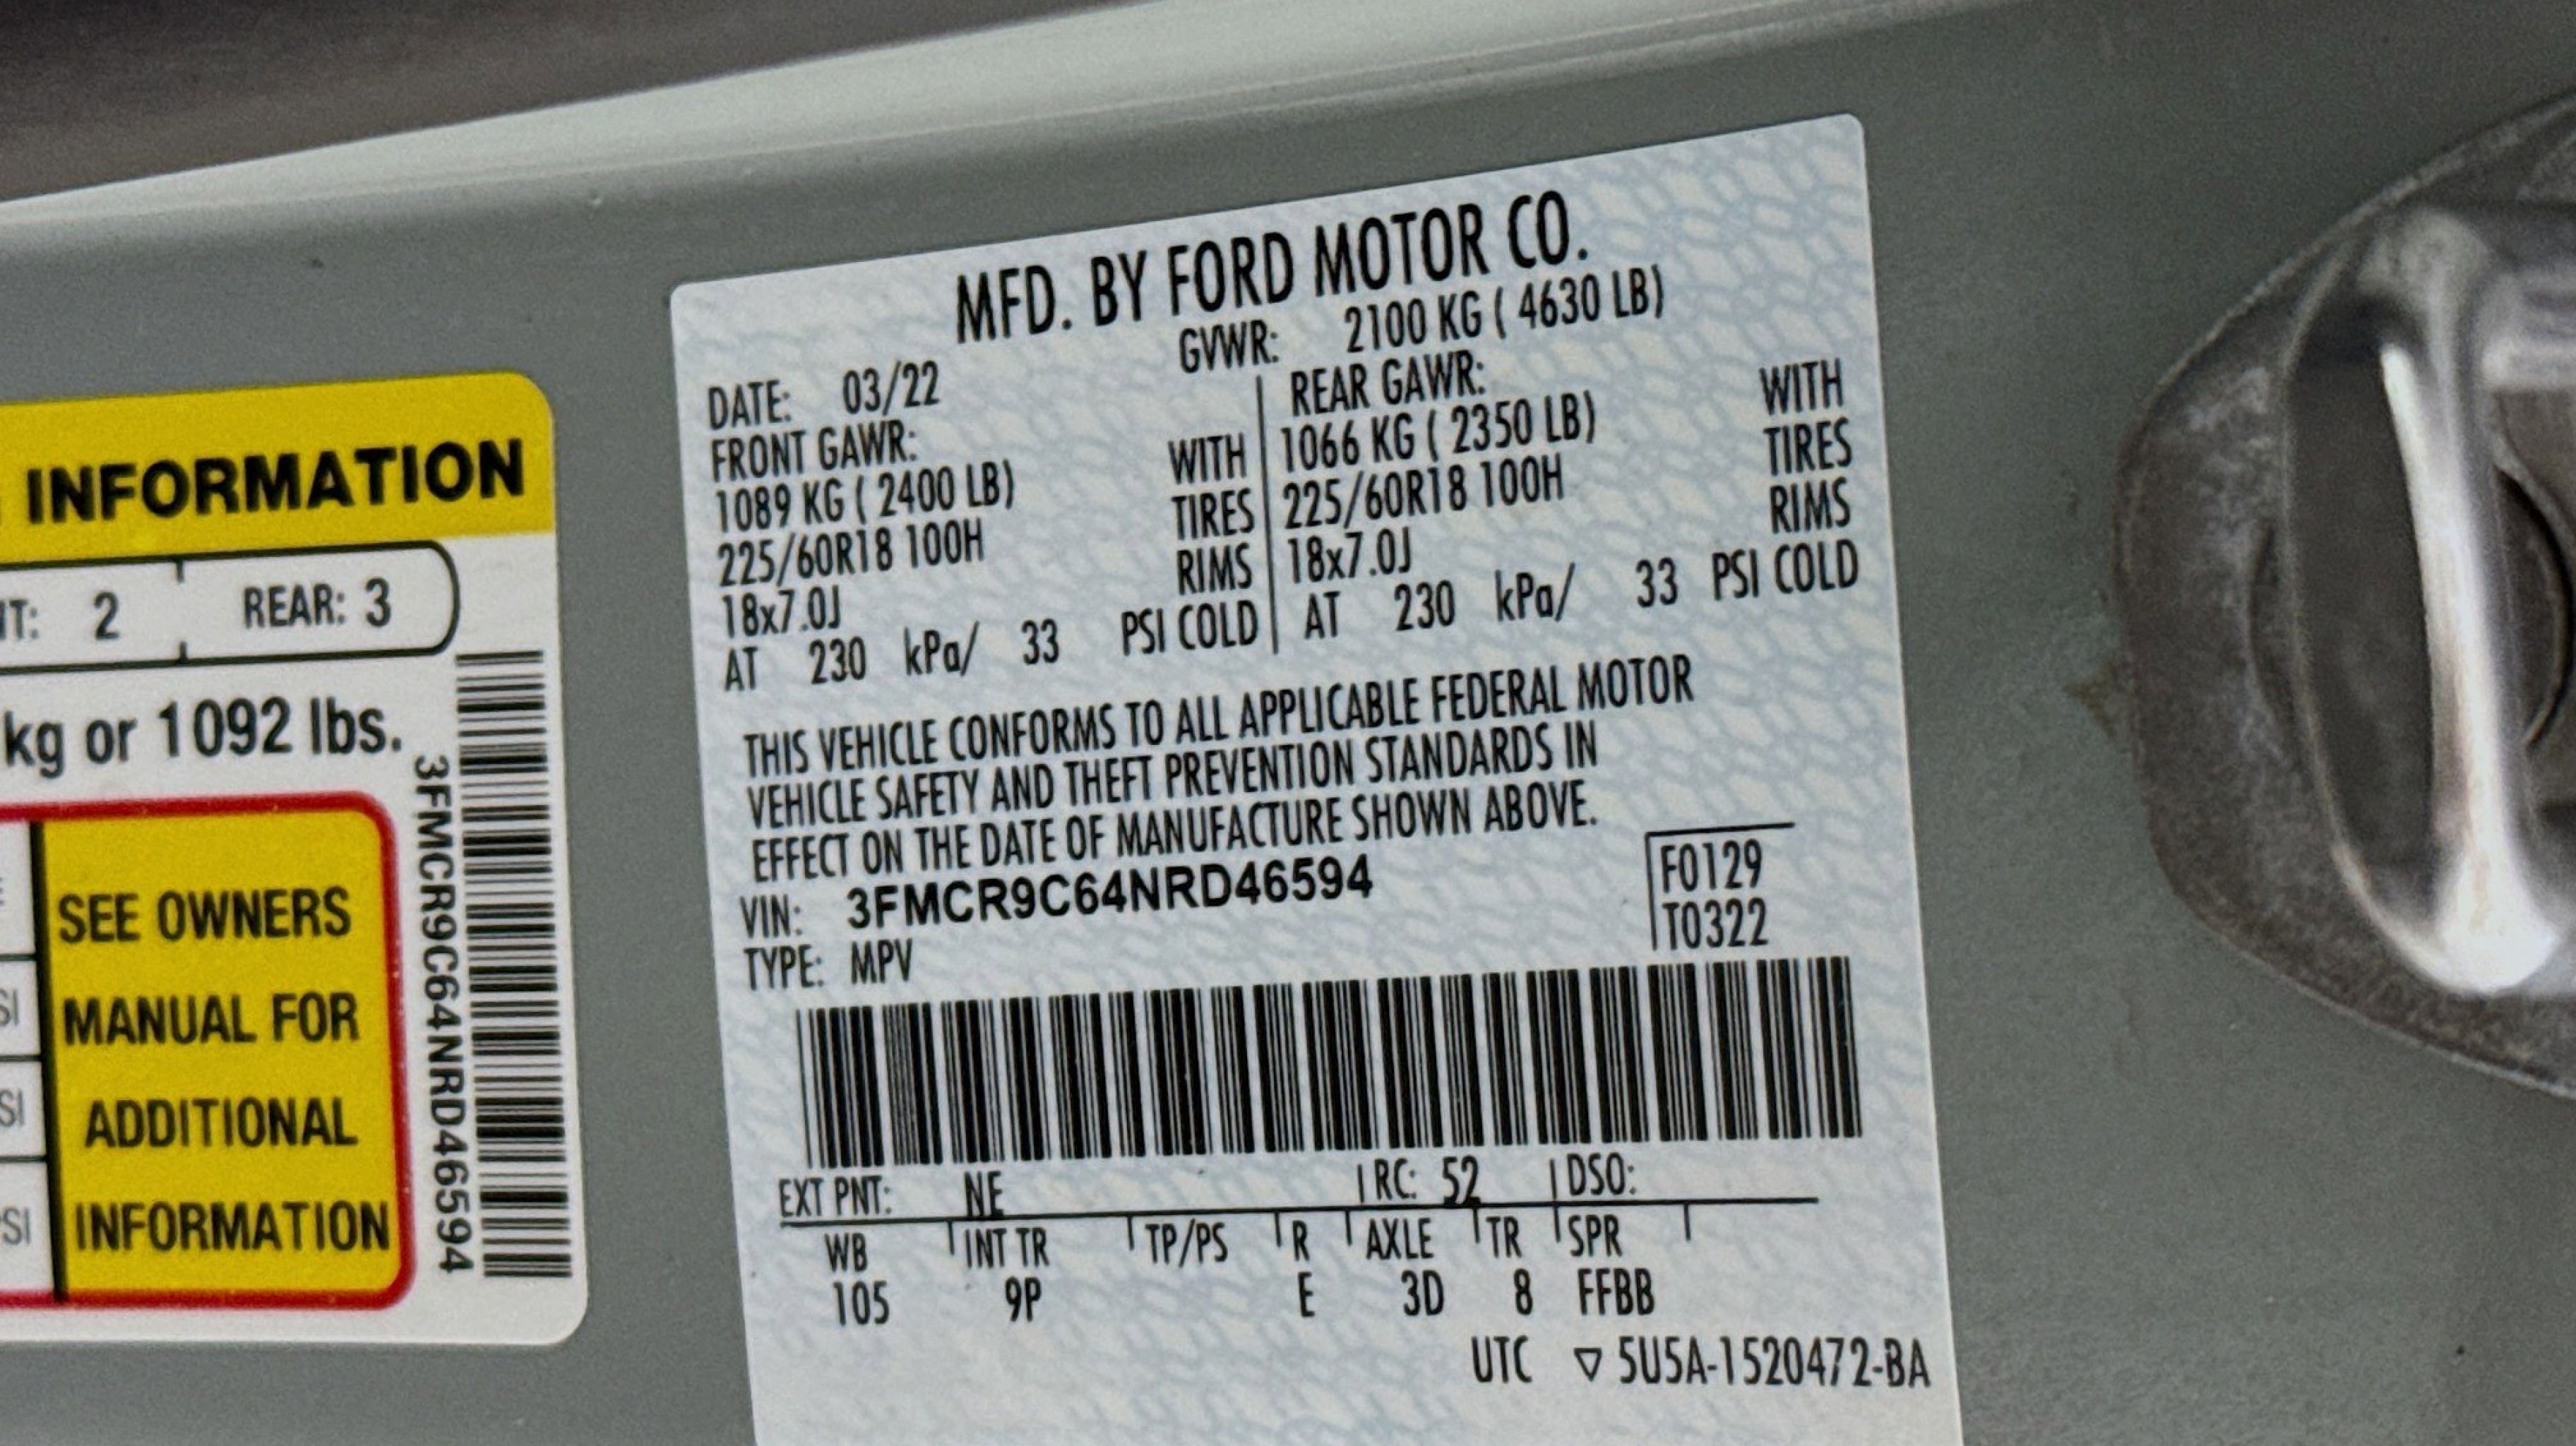 INFORMATION
2 REAR: 3
kg or 1092 lbs.
3FMCR9C64NRD46594
SEE OWNERS
MANUAL FOR
ADDITIONAL
INFORMATION
MFD. BY FORD MOTOR CO.
GVWR: 2100 KG ( 4630 LB)
DATE: 03/22
FRONT GAWR:
1089 KG ( 2400 LB) WITH
225/60R18 100H TIRES
18x7.0J RIMS
AT 230 kPa/ 33 PSI COLD
REAR GAWR:
1066 KG ( 2350 LB) WITH
225/60R18 100H TIRES
18x7.0J RIMS
AT 230 kPa/ 33 PSI COLD
THIS VEHICLE CONFORMS TO ALL APPLICABLE FEDERAL MOTOR
VEHICLE SAFETY AND THEFT PREVENTION STANDARDS IN
EFFECT ON THE DATE OF MANUFACTURE SHOWN ABOVE.
VIN: 3FMCR9C64NRD46594
TYPE: MPV
F0129
T0322
EXT PNT: NE RC: 52 DSO:
WB INT TR TP/PS R AXLE TR SPR
105 9P E 3D 8 FFBB
UTC ▽ 5U5A-1520472-BA